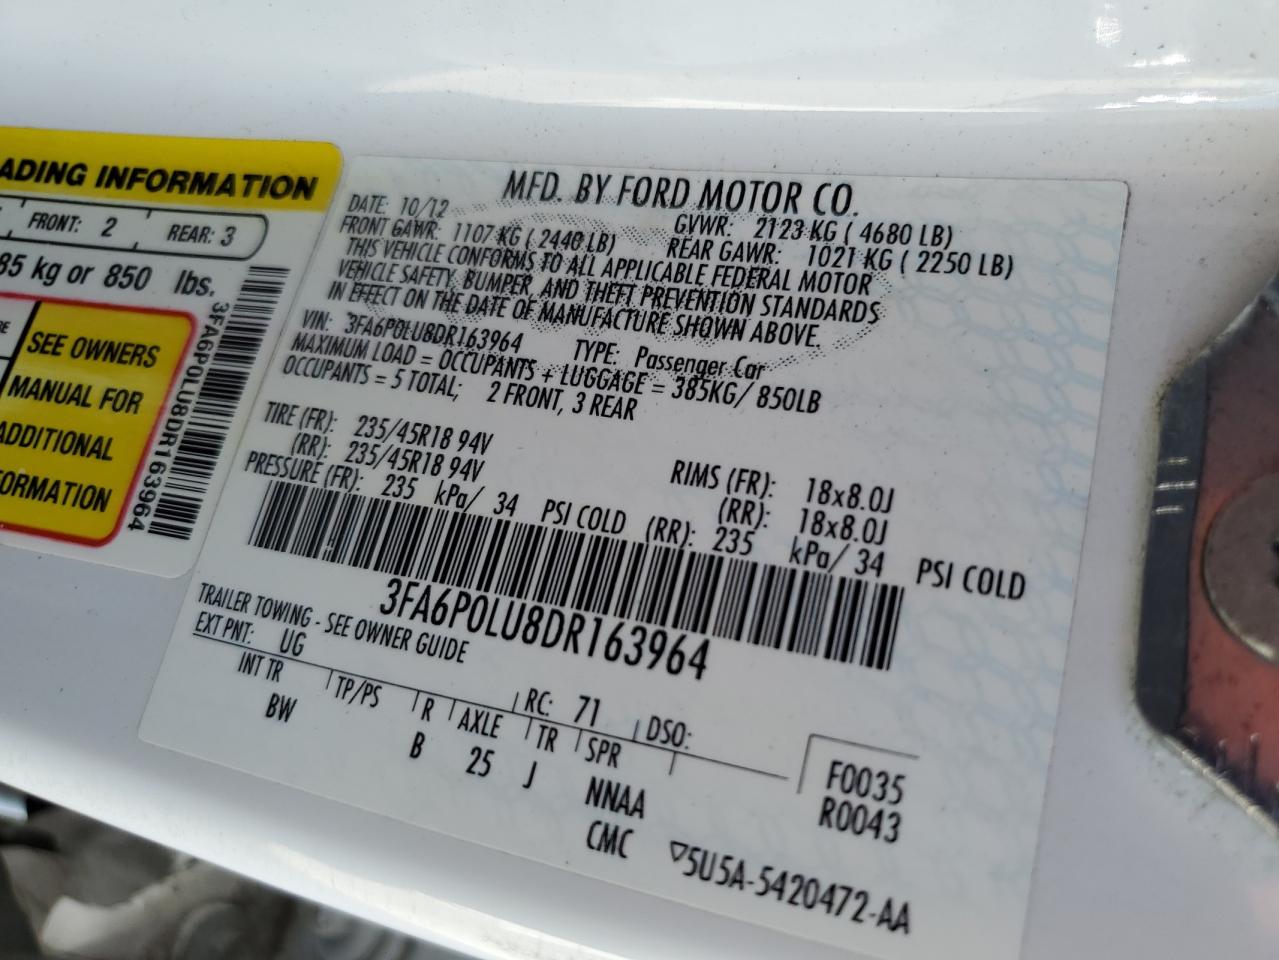 ADING INFORMATION
FRONT: 2 REAR: 3
85 kg or 850 lbs.
SEE OWNERS
MANUAL FOR
ADDITIONAL
ORMATION
3FA6P0LU8DR163964
MFD. BY FORD MOTOR CO.
DATE: 10/12 GVWR: 2123 KG ( 4680 LB)
FRONT GAWR: 1107 KG ( 2440 LB) REAR GAWR: 1021 KG ( 2250 LB)
THIS VEHICLE CONFORMS TO ALL APPLICABLE FEDERAL MOTOR
VEHICLE SAFETY, BUMPER, AND THEFT PREVENTION STANDARDS
IN EFFECT ON THE DATE OF MANUFACTURE SHOWN ABOVE.
VIN: 3FA6P0LU8DR163964 TYPE: Passenger Car
MAXIMUM LOAD = OCCUPANTS + LUGGAGE = 385KG/ 850LB
OCCUPANTS = 5 TOTAL; 2 FRONT, 3 REAR
TIRE (FR): 235/45R18 94V RIMS (FR): 18x8.0J
(RR): 235/45R18 94V (RR): 18x8.0J
PRESSURE (FR): 235 kPa/ 34 PSI COLD (RR): 235 kPa/ 34 PSI COLD
3FA6P0LU8DR163964
TRAILER TOWING - SEE OWNER GUIDE
EXT PNT: UG RC: 71 DSO:
INT TR TP/PS R AXLE TR SPR F0035
BW B 25 J NNAA R0043
CMC ▽5U5A-5420472-AA